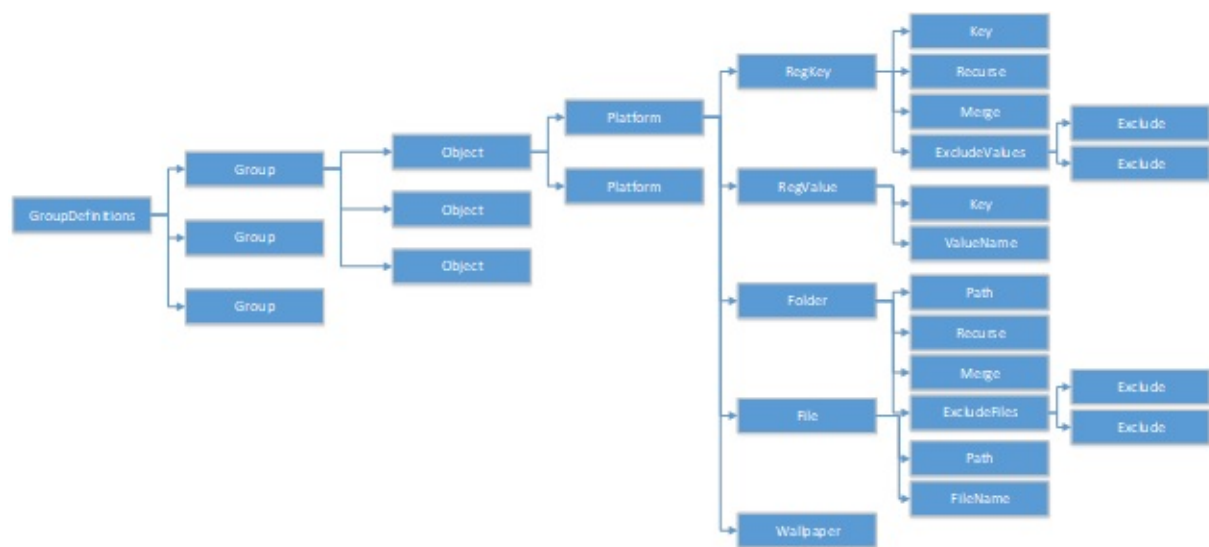 GroupDefinitions
Group
Group
Group
Object
Object
Object
Platform
Platform
RegKey
RegValue
Folder
File
Wallpaper
Key
Recurse
Merge
ExcludeValues
Key
ValueName
Path
Recurse
Merge
ExcludeFiles
Path
FileName
Exclude
Exclude
Exclude
Exclude